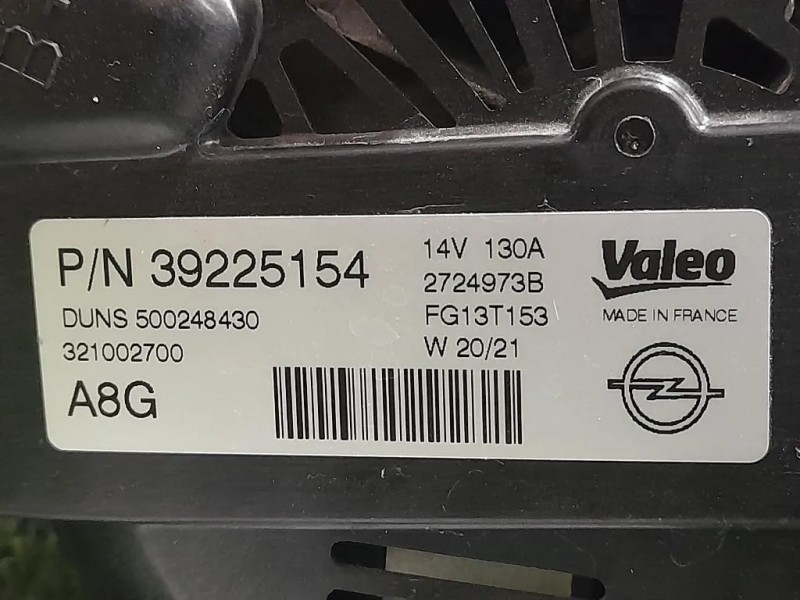 B+
P/N 39225154
DUNS 500248430
321002700
A8G
14V 130A
2724973B
FG13T153
W 20/21
Valeo
MADE IN FRANCE